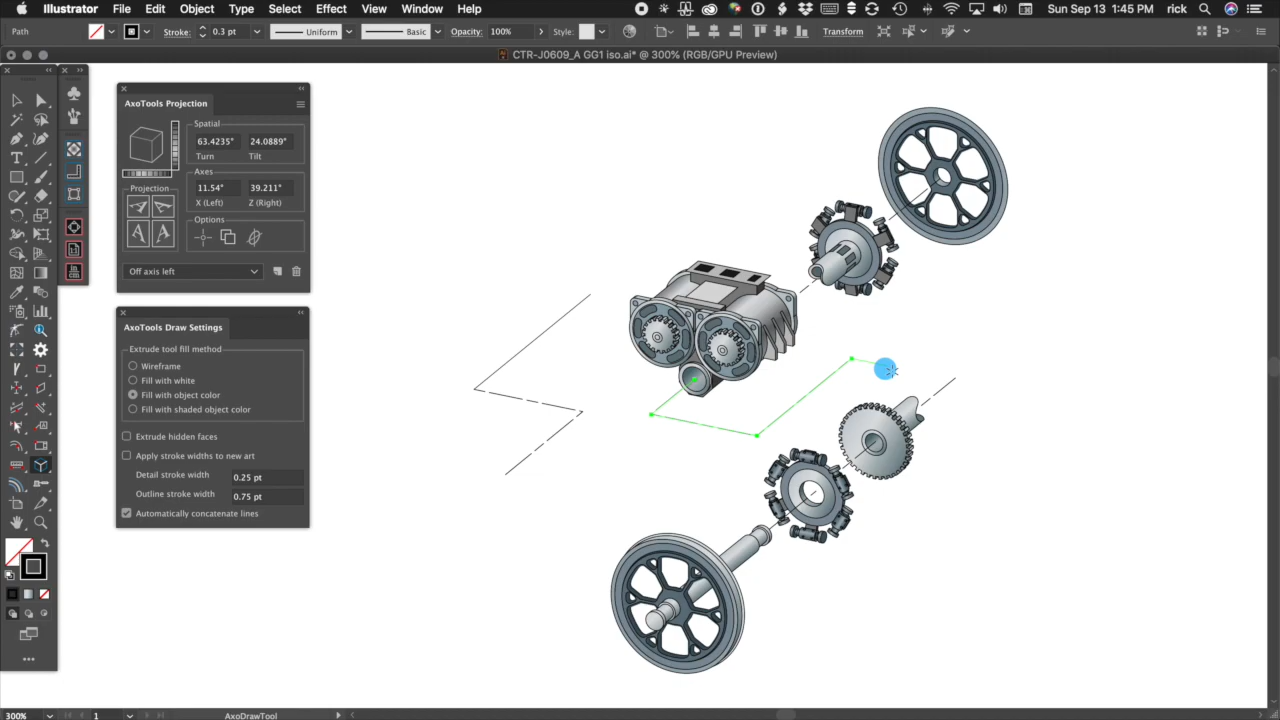 Illustrator File Edit Object Type Select Effect View Window Help Sun Sep 13 1:45 PM rick
Path Stroke: 0.3 pt Uniform Basic Opacity: 100% Style: Transform
CTR-J0609_A GG1 iso.ai* @ 300% (RGB/GPU Preview)
AxoTools Projection
Spatial
63.4235° 24.0889°
Turn Tilt
Axes
11.54° 39.211°
X (Left) Z (Right)
Projection
Options
Off axis left
AxoTools Draw Settings
Extrude tool fill method
Wireframe
Fill with white
Fill with object color
Fill with shaded object color
Extrude hidden faces
Apply stroke widths to new art
Detail stroke width 0.25 pt
Outline stroke width 0.75 pt
Automatically concatenate lines
300% 1 AxoDrawTool